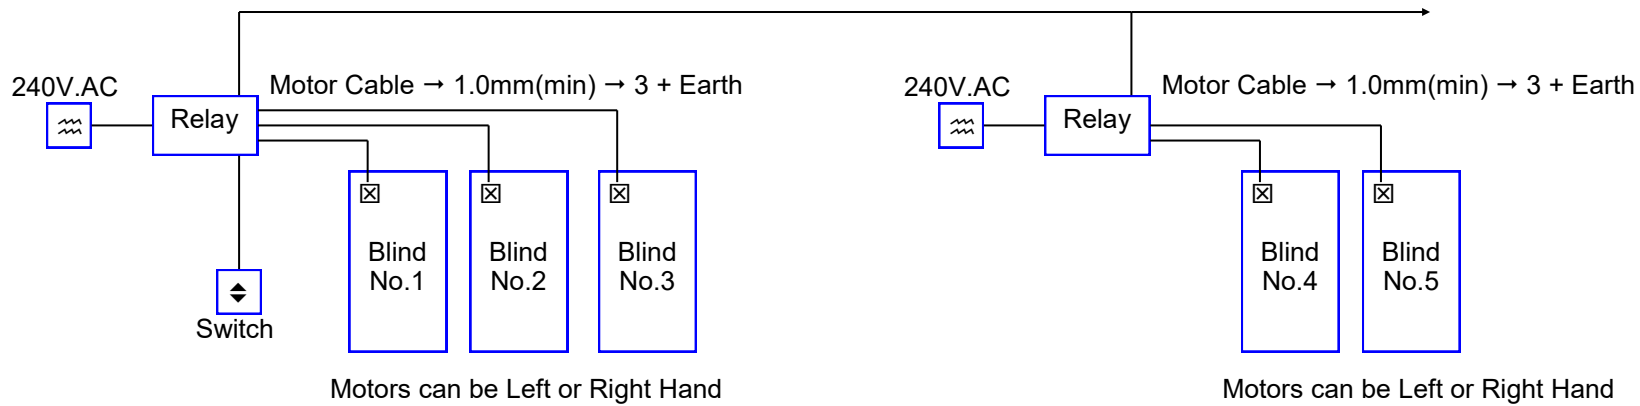 240V.AC
Motor Cable → 1.0mm(min) → 3 + Earth
Relay
Blind
No.1
Blind
No.2
Blind
No.3
Switch
Motors can be Left or Right Hand
240V.AC
Motor Cable → 1.0mm(min) → 3 + Earth
Relay
Blind
No.4
Blind
No.5
Motors can be Left or Right Hand